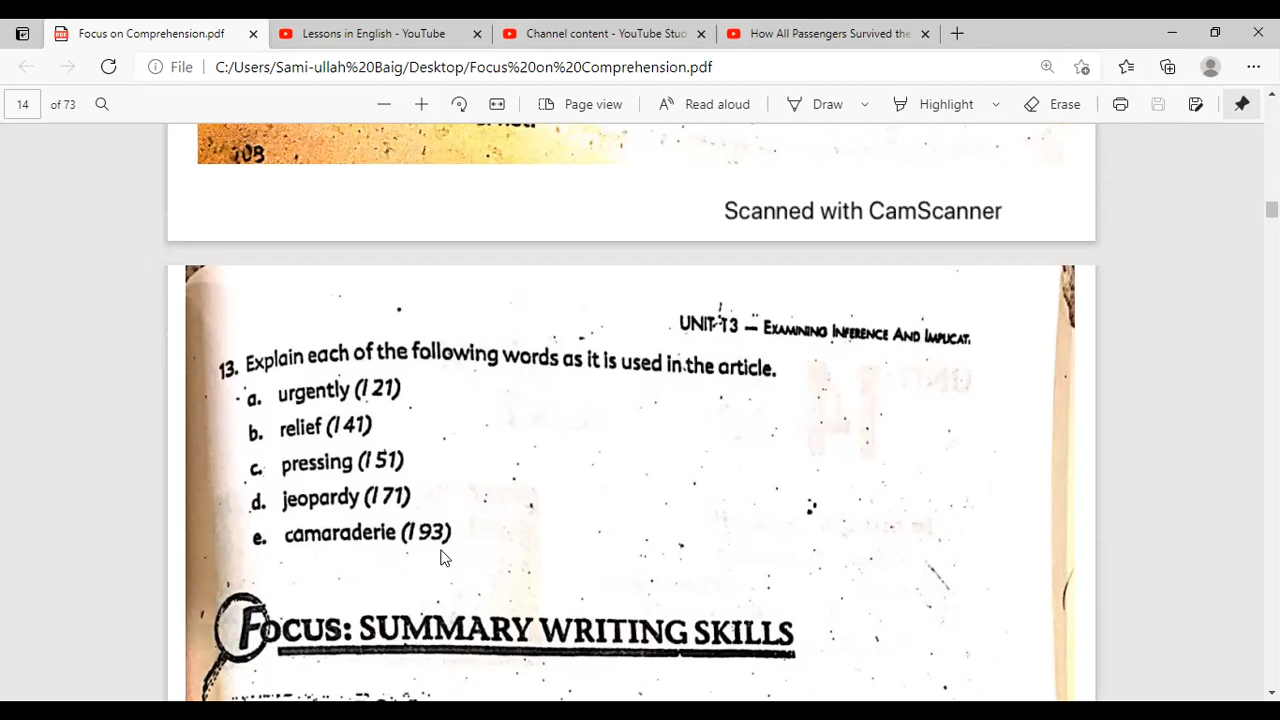 Focus on Comprehension.pdf
Lessons in English - YouTube
Channel content - YouTube Stud
How All Passengers Survived the
File
C:/Users/Sami-ullah%20Baig/Desktop/Focus%20on%20Comprehension.pdf
14 of 73
Page view
Read aloud
Draw
Highlight
Erase
108
Scanned with CamScanner
UNIT 13 – EXAMINING INFERENCE AND IMPLICAT.
13. Explain each of the following words as it is used in the article.
a. urgently (l 21)
b. relief (l 41)
c. pressing (l 51)
d. jeopardy (l 71)
e. camaraderie (l 93)
FOCUS: SUMMARY WRITING SKILLS